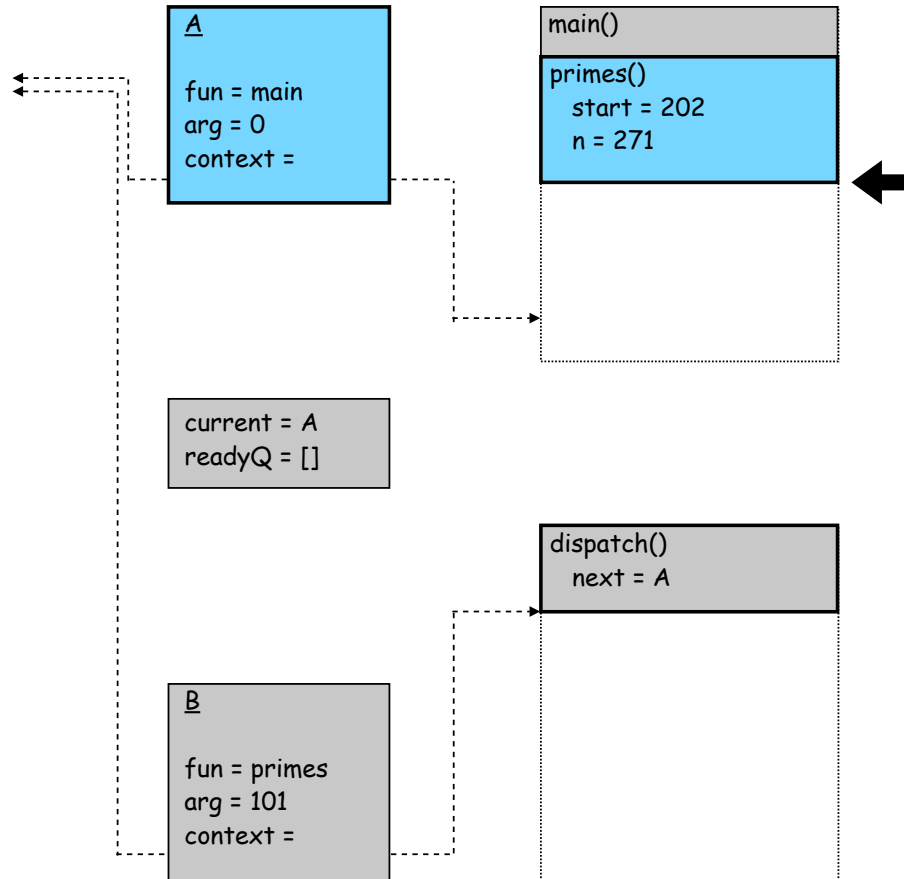 A
fun = main
arg = 0
context =
main()
primes()
start = 202
n = 271
current = A
readyQ = []
dispatch()
next = A
B
fun = primes
arg = 101
context =